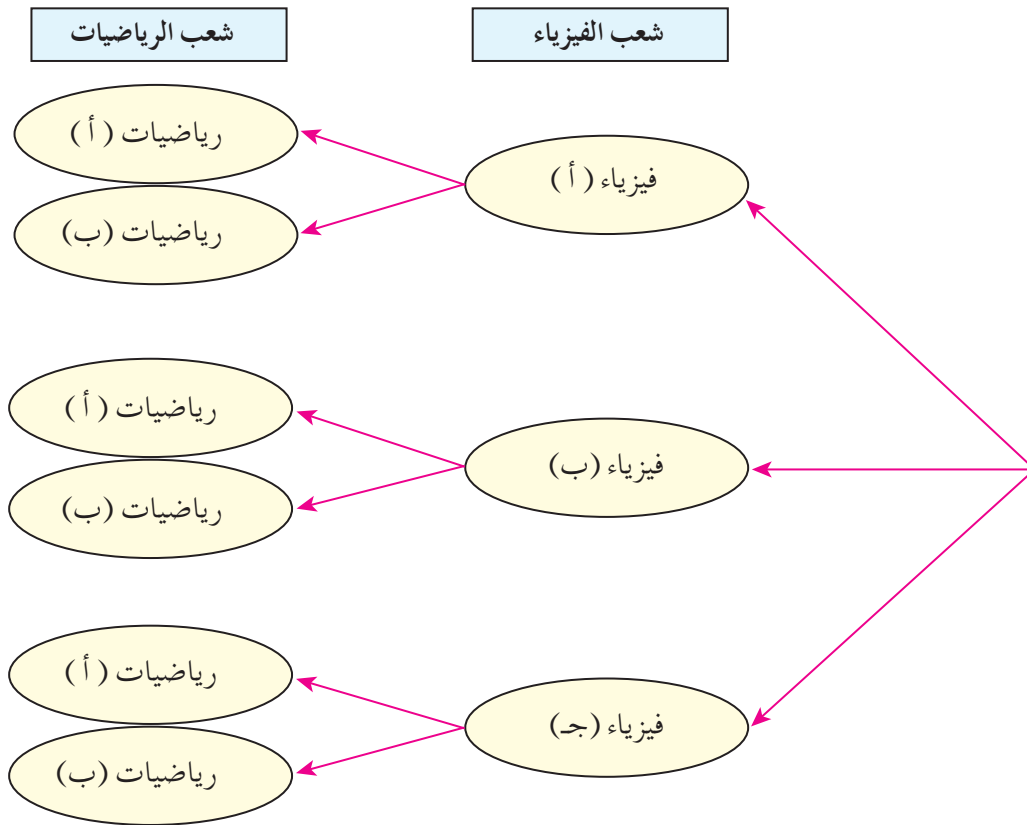 شعب الفيزياء
شعب الرياضيات
فيزياء (أ)
رياضيات (أ)
رياضيات (ب)
فيزياء (ب)
رياضيات (أ)
رياضيات (ب)
فيزياء (جـ)
رياضيات (أ)
رياضيات (ب)